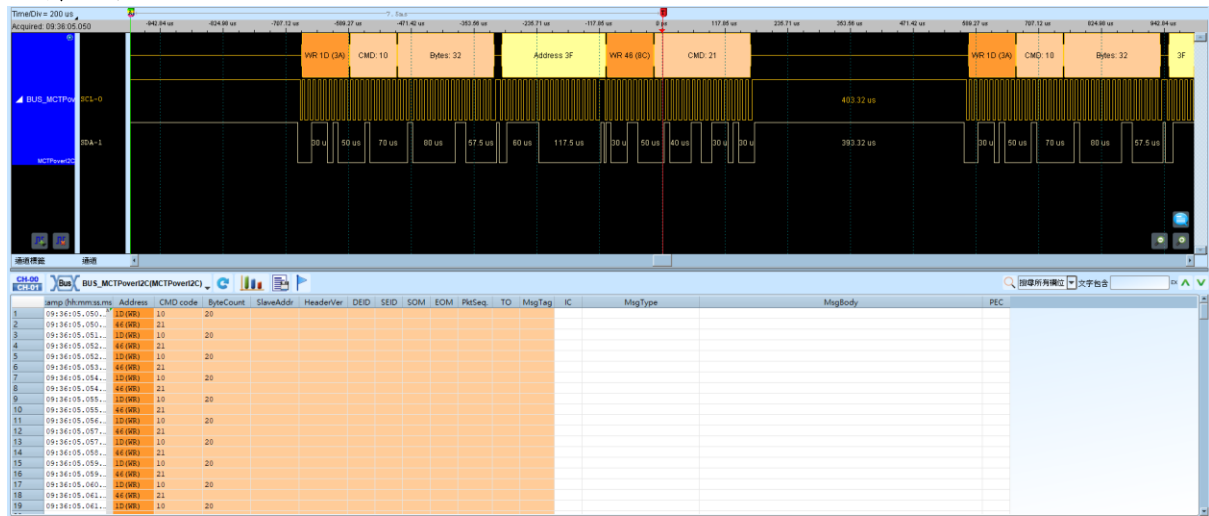 Time/Div = 200 us
Acquired: 09:36:05.050
-942.84 us -824.98 us -707.12 us -589.27 us -471.42 us -353.56 us -235.71 us -117.85 us 0 ps 117.85 us 235.71 us 353.56 us 471.42 us 589.27 us 707.12 us 824.98 us 942.84 us
WR 1D (3A) CMD: 10 Bytes: 32 Address 3F WR 46 (8C) CMD: 21 WR 1D (3A) CMD: 10 Bytes: 32 3F
BUS_MCTPov SCL-0 403.32 us
SDA-1 30 u 50 us 70 us 80 us 57.5 us 60 us 117.5 us 30 u 50 us 40 us 30 u 30 u 393.32 us 30 u 50 us 70 us 80 us 57.5 us
MCTPoverI2C
通道標籤 通道
CH-00
CH-01
Bus BUS_MCTPoverI2C(MCTPoverI2C) 搜尋所有欄位 文字包含
tamp (hh:mm:ss.ms Address CMD code ByteCount SlaveAddr HeaderVer DEID SEID SOM EOM PktSeq. TO MsgTag IC MsgType MsgBody PEC
1 09:36:05.050... 1D(WR) 10 20
2 09:36:05.050... 46(WR) 21
3 09:36:05.051... 1D(WR) 10 20
4 09:36:05.052... 46(WR) 21
5 09:36:05.052... 1D(WR) 10 20
6 09:36:05.053... 46(WR) 21
7 09:36:05.054... 1D(WR) 10 20
8 09:36:05.054... 46(WR) 21
9 09:36:05.055... 1D(WR) 10 20
10 09:36:05.055... 46(WR) 21
11 09:36:05.056... 1D(WR) 10 20
12 09:36:05.057... 46(WR) 21
13 09:36:05.057... 1D(WR) 10 20
14 09:36:05.058... 46(WR) 21
15 09:36:05.059... 1D(WR) 10 20
16 09:36:05.059... 46(WR) 21
17 09:36:05.060... 1D(WR) 10 20
18 09:36:05.061... 46(WR) 21
19 09:36:05.061... 1D(WR) 10 20